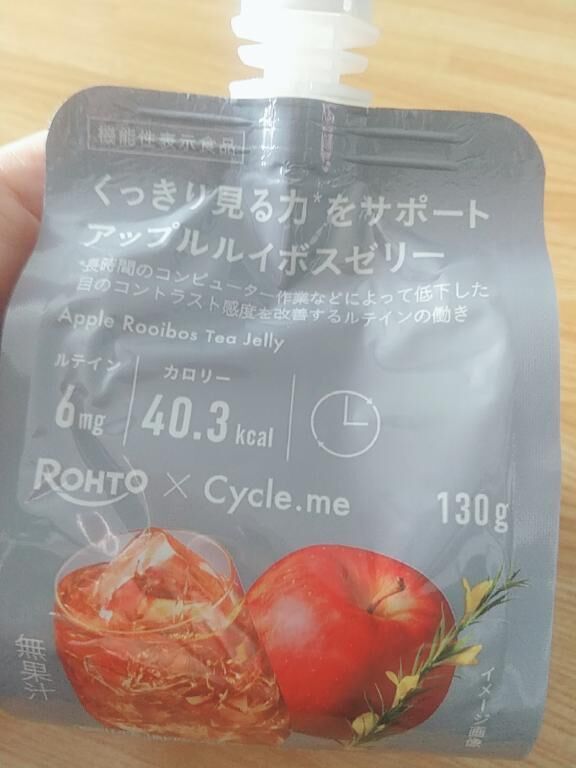 機能性表示食品
くっきり見る力*をサポート
アップルルイボスゼリー
*長時間のコンピューター作業などによって低下した
目のコントラスト感度を改善するルテインの働き
Apple Rooibos Tea Jelly
ルテイン
6mg
カロリー
40.3kcal
ROHTO × Cycle.me
130g
無果汁
イメージ画像